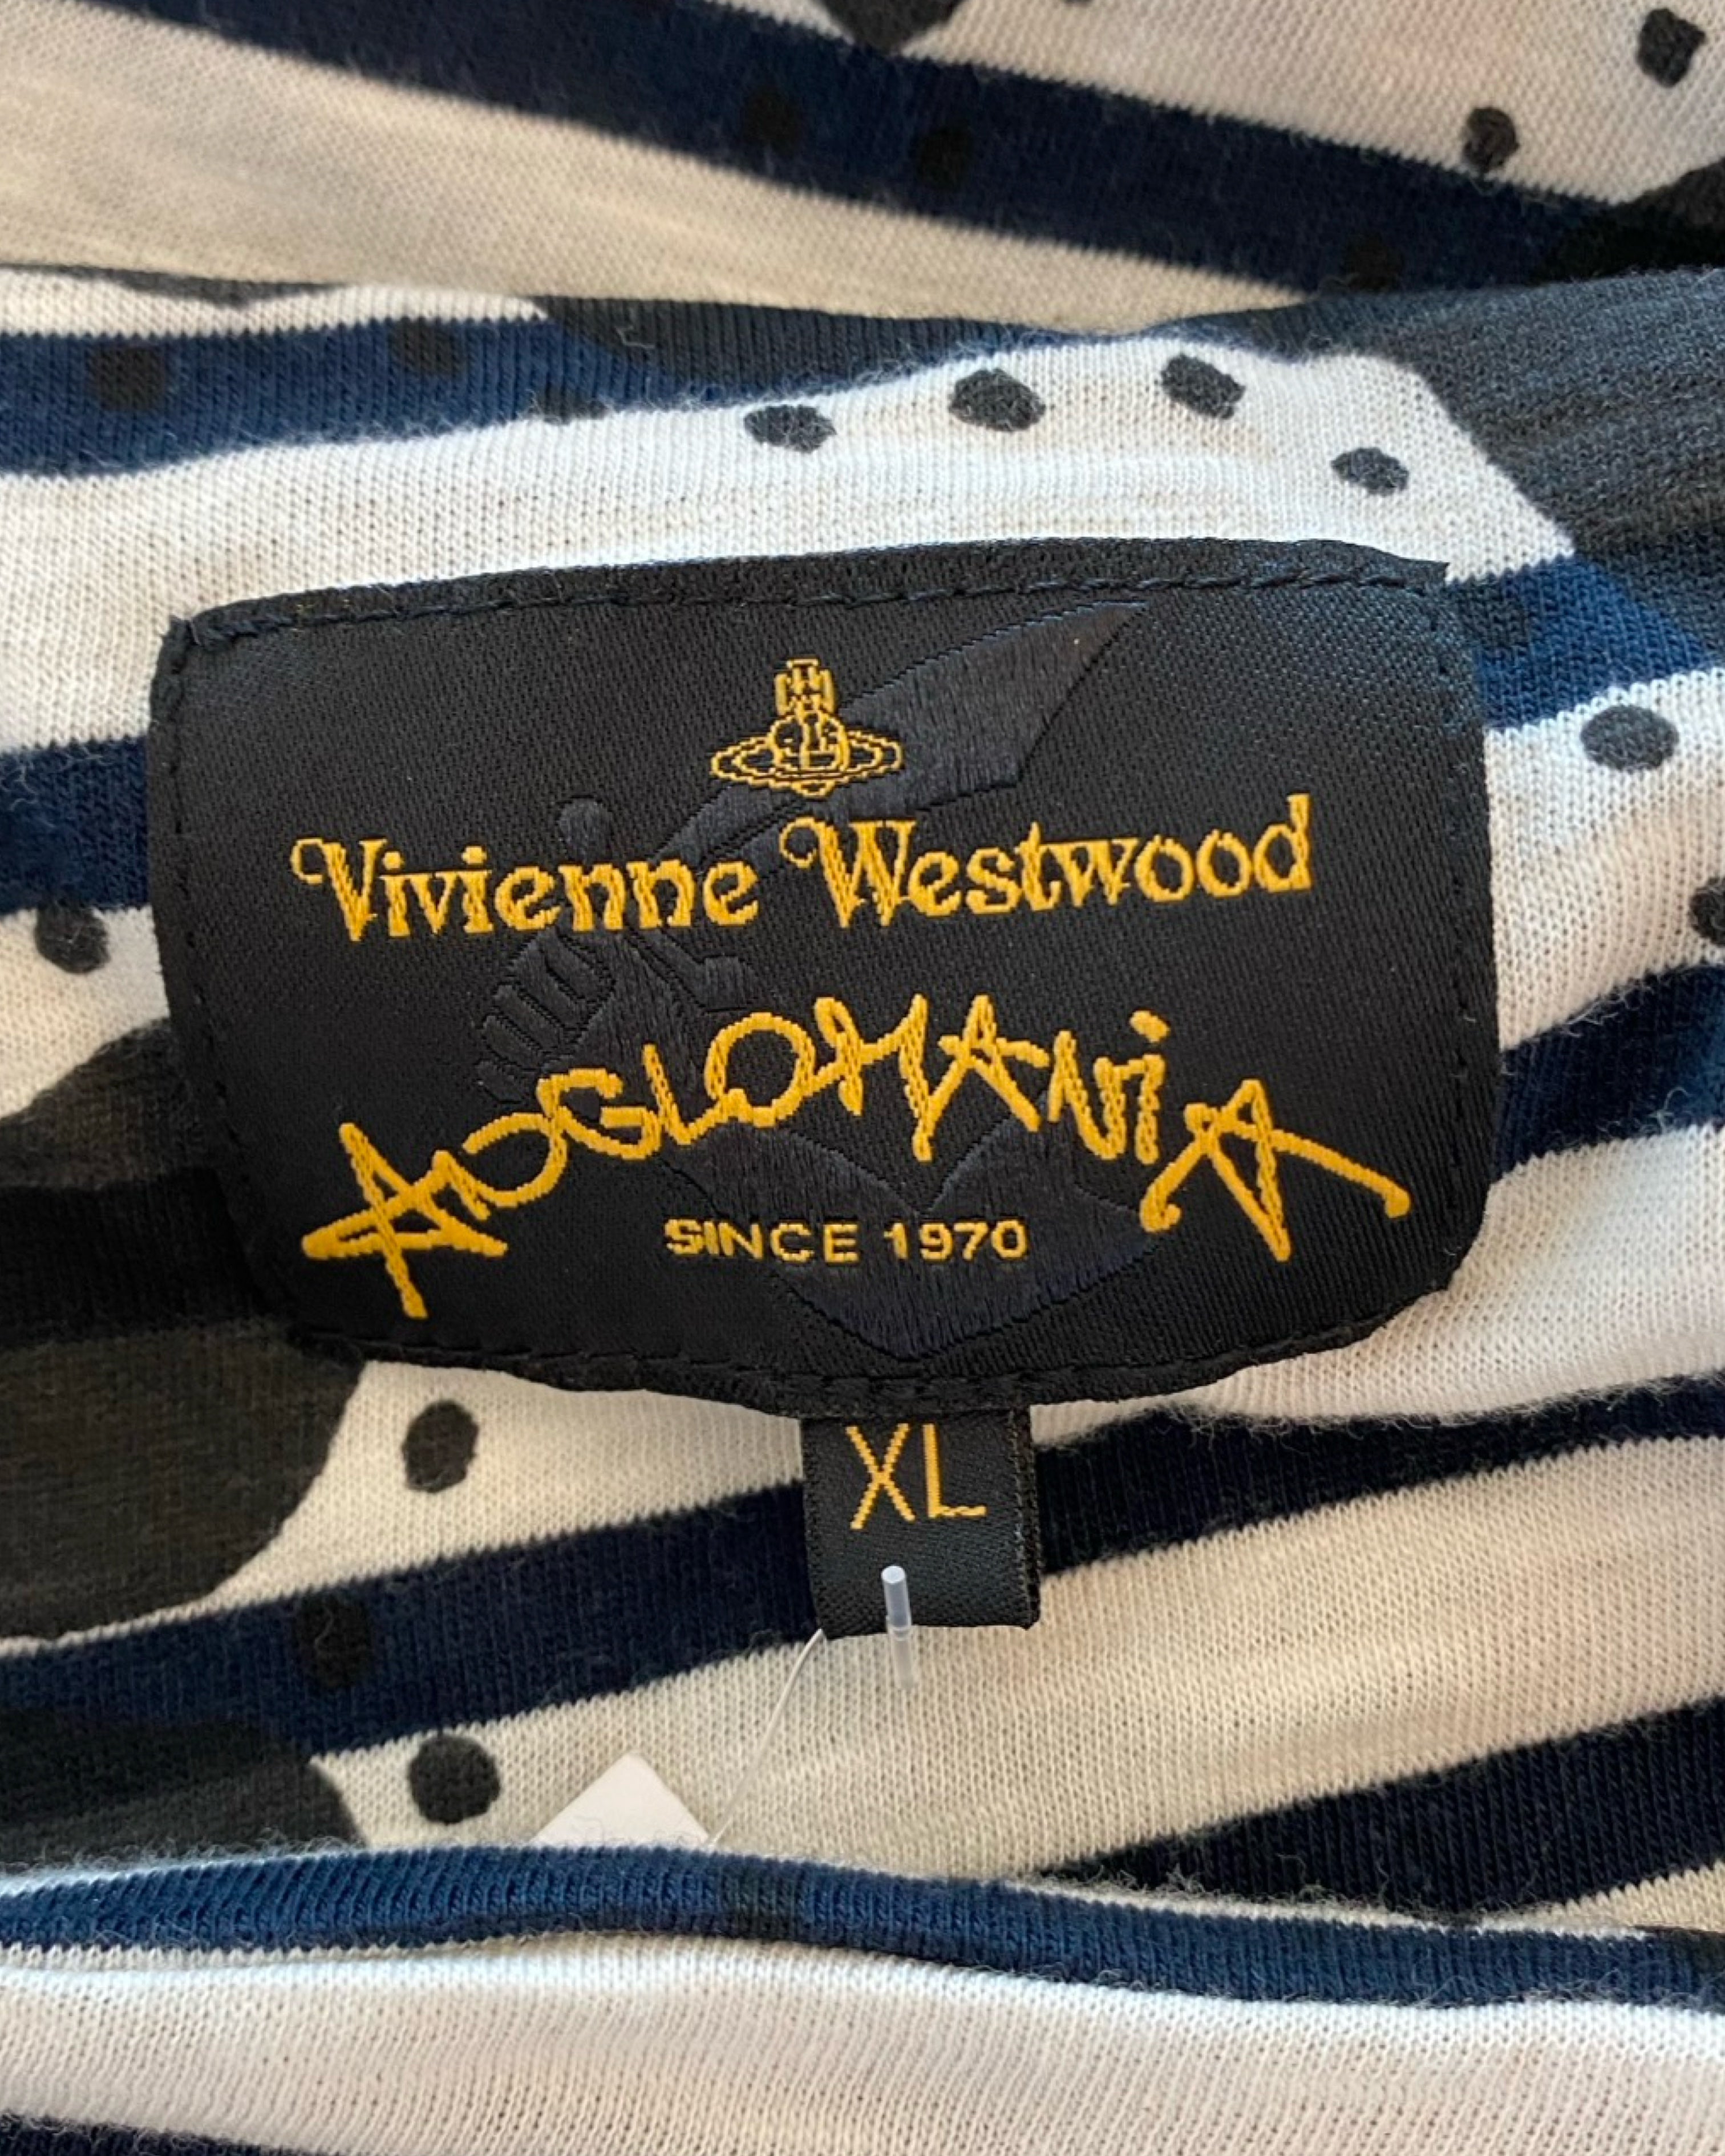 Vivienne Westwood
ANGLOMANiA
SINCE 1970
XL